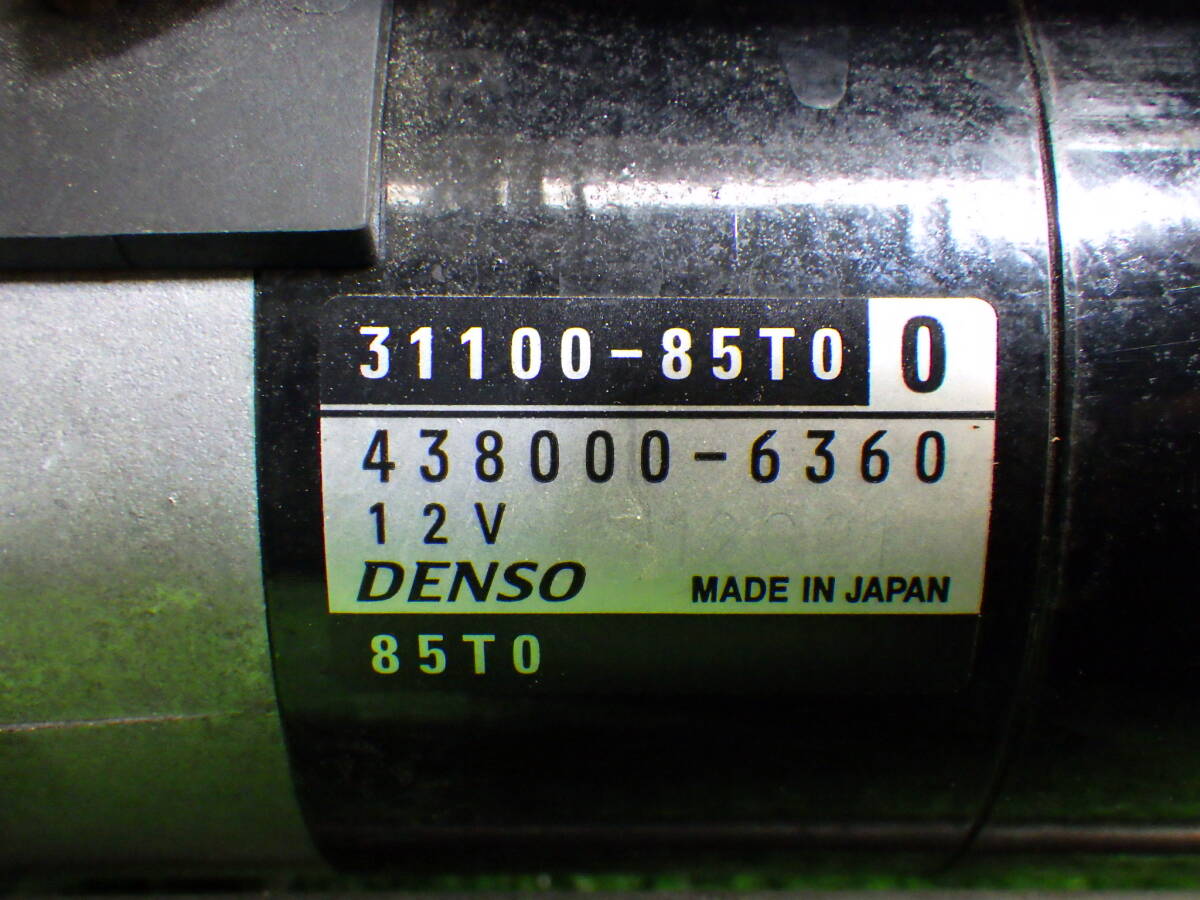 31100-85T0 0
438000-6360
12V
DENSO MADE IN JAPAN
85T0